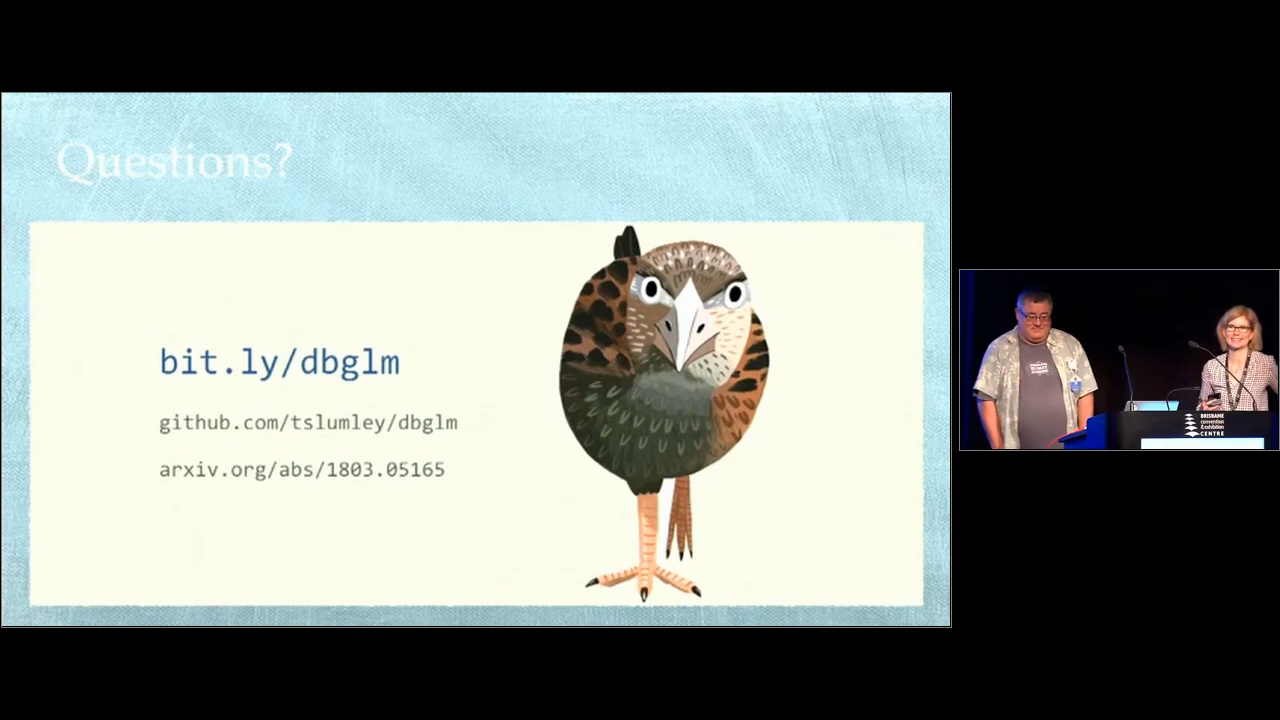 Questions?
bit.ly/dbglm
github.com/tslumley/dbglm
arxiv.org/abs/1803.05165
BRISBANE
convention
& exhibition
CENTRE